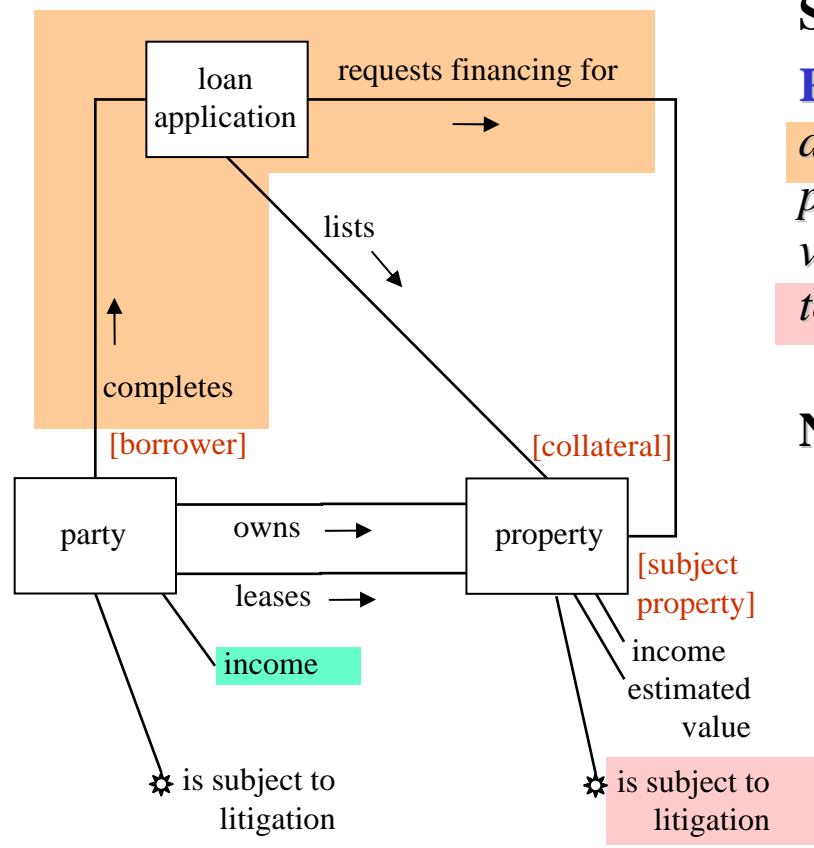 loan
application
requests financing for
lists
completes
[borrower]
[collateral]
party
owns
property
leases
[subject
property]
income
income
estimated
value
is subject to
litigation
is subject to
litigation